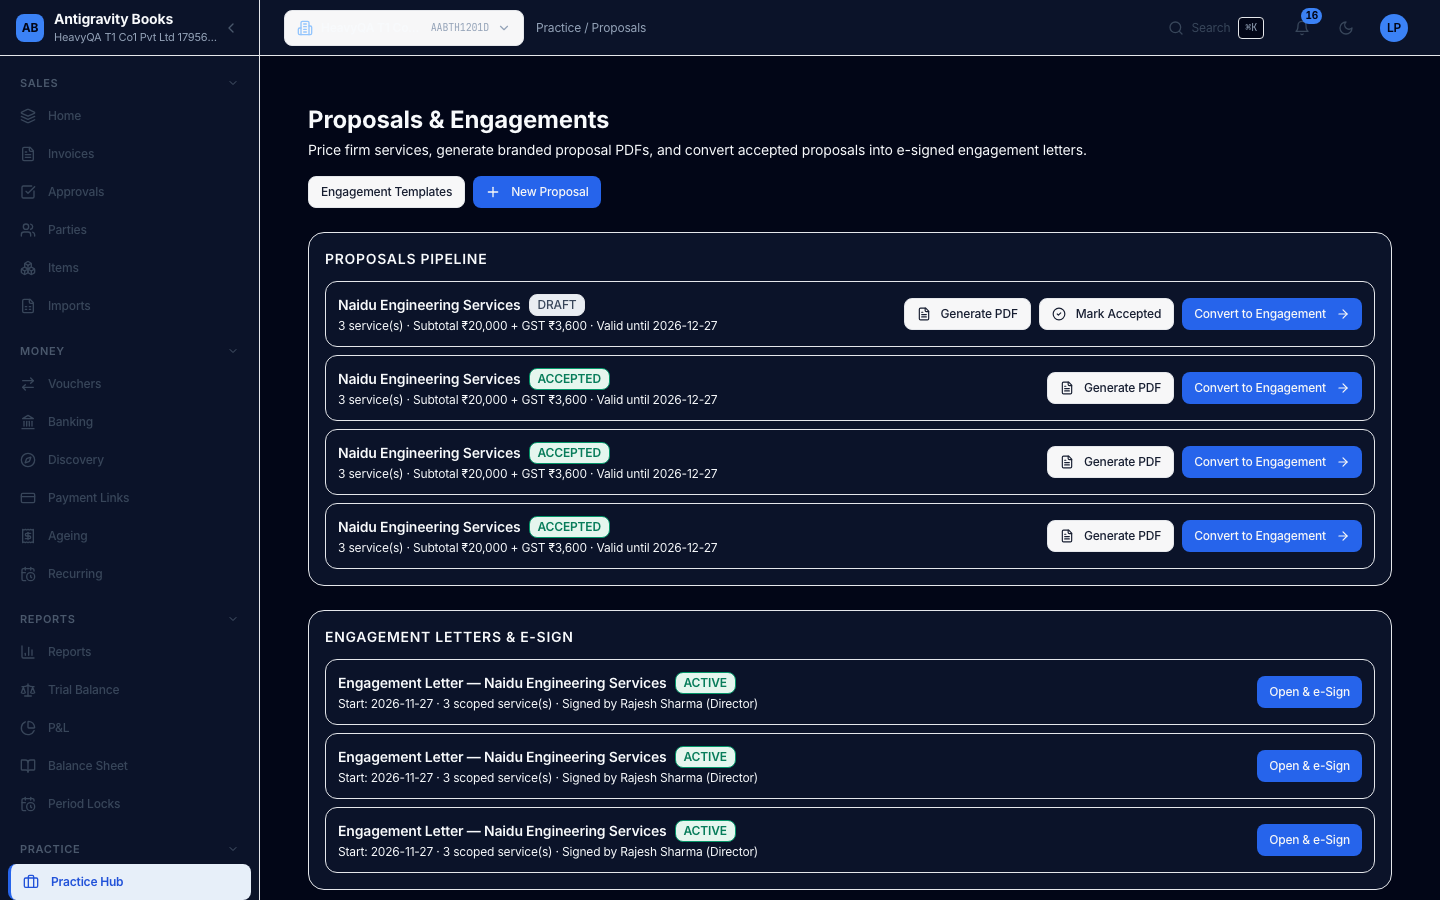 AB
Antigravity Books
HeavyQA T1 Co1 Pvt Ltd 17956...
AABTH1201D
Practice / Proposals
Search
⌘K
16
LP
SALES
Home
Invoices
Approvals
Parties
Items
Imports
MONEY
Vouchers
Banking
Discovery
Payment Links
Ageing
Recurring
REPORTS
Reports
Trial Balance
P&L
Balance Sheet
Period Locks
PRACTICE
Practice Hub
Proposals & Engagements
Price firm services, generate branded proposal PDFs, and convert accepted proposals into e-signed engagement letters.
Engagement Templates
New Proposal
PROPOSALS PIPELINE
Naidu Engineering Services DRAFT
3 service(s) · Subtotal ₹20,000 + GST ₹3,600 · Valid until 2026-12-27
Generate PDF
Mark Accepted
Convert to Engagement
Naidu Engineering Services ACCEPTED
3 service(s) · Subtotal ₹20,000 + GST ₹3,600 · Valid until 2026-12-27
Generate PDF
Convert to Engagement
Naidu Engineering Services ACCEPTED
3 service(s) · Subtotal ₹20,000 + GST ₹3,600 · Valid until 2026-12-27
Generate PDF
Convert to Engagement
Naidu Engineering Services ACCEPTED
3 service(s) · Subtotal ₹20,000 + GST ₹3,600 · Valid until 2026-12-27
Generate PDF
Convert to Engagement
ENGAGEMENT LETTERS & E-SIGN
Engagement Letter — Naidu Engineering Services ACTIVE
Start: 2026-11-27 · 3 scoped service(s) · Signed by Rajesh Sharma (Director)
Open & e-Sign
Engagement Letter — Naidu Engineering Services ACTIVE
Start: 2026-11-27 · 3 scoped service(s) · Signed by Rajesh Sharma (Director)
Open & e-Sign
Engagement Letter — Naidu Engineering Services ACTIVE
Start: 2026-11-27 · 3 scoped service(s) · Signed by Rajesh Sharma (Director)
Open & e-Sign